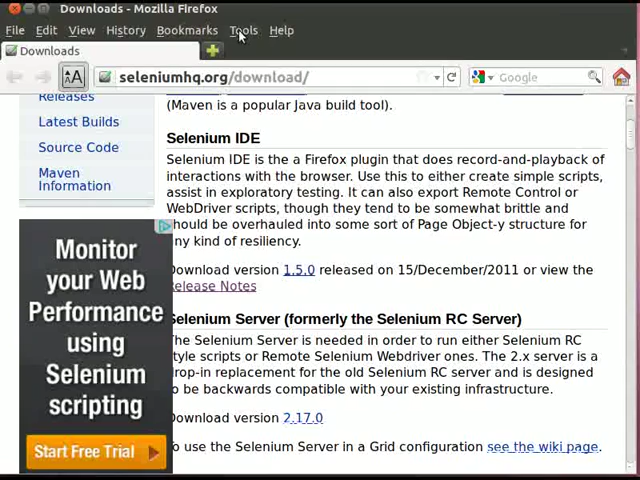 Downloads - Mozilla Firefox
File Edit View History Bookmarks Tools Help
Downloads
AA seleniumhq.org/download/ Google
Releases
Latest Builds
Source Code
Maven
Information
(Maven is a popular Java build tool).
Selenium IDE
Selenium IDE is the a Firefox plugin that does record-and-playback of
interactions with the browser. Use this to either create simple scripts,
assist in exploratory testing. It can also export Remote Control or
WebDriver scripts, though they tend to be somewhat brittle and
should be overhauled into some sort of Page Object-y structure for
any kind of resiliency.
Download version 1.5.0 released on 15/December/2011 or view the
Release Notes
Selenium Server (formerly the Selenium RC Server)
The Selenium Server is needed in order to run either Selenium RC
style scripts or Remote Selenium Webdriver ones. The 2.x server is a
drop-in replacement for the old Selenium RC server and is designed
to be backwards compatible with your existing infrastructure.
Download version 2.17.0
To use the Selenium Server in a Grid configuration see the wiki page.
Monitor
your Web
Performance
using
Selenium
scripting
Start Free Trial